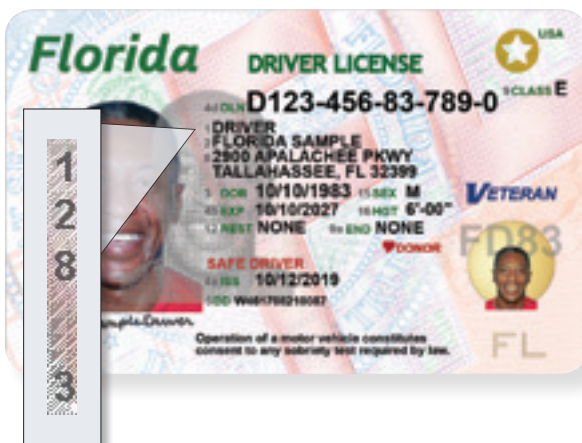 Florida
DRIVER LICENSE
USA
9 CLASS E
4d DLN D123-456-83-789-0
1 DRIVER
2 FLORIDA SAMPLE
8 2900 APALACHEE PKWY
TALLAHASSEE, FL 32399
3 DOB 10/10/1983 15 SEX M
VETERAN
4b EXP 10/10/2027 16 HGT 6'-00"
12 REST NONE 9a END NONE
DONOR
FD83
SAFE DRIVER
4a ISS 10/12/2019
Operation of a motor vehicle constitutes
consent to any sobriety test required by law.
FL
1
2
8
3